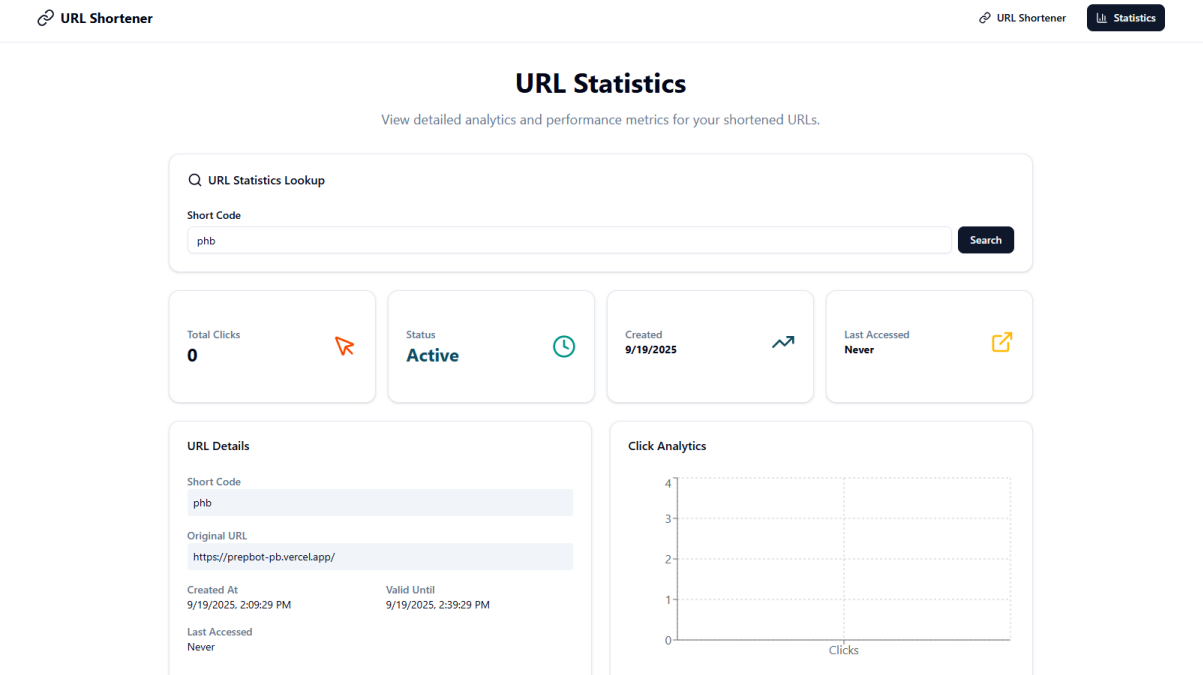 URL Shortener
URL Shortener
Statistics
URL Statistics
View detailed analytics and performance metrics for your shortened URLs.
URL Statistics Lookup
Short Code
phb
Search
Total Clicks
0
Status
Active
Created
9/19/2025
Last Accessed
Never
URL Details
Short Code
phb
Original URL
https://prepbot-pb.vercel.app/
Created At
9/19/2025, 2:09:29 PM
Valid Until
9/19/2025, 2:39:29 PM
Last Accessed
Never
Click Analytics
4
3
2
1
0
Clicks